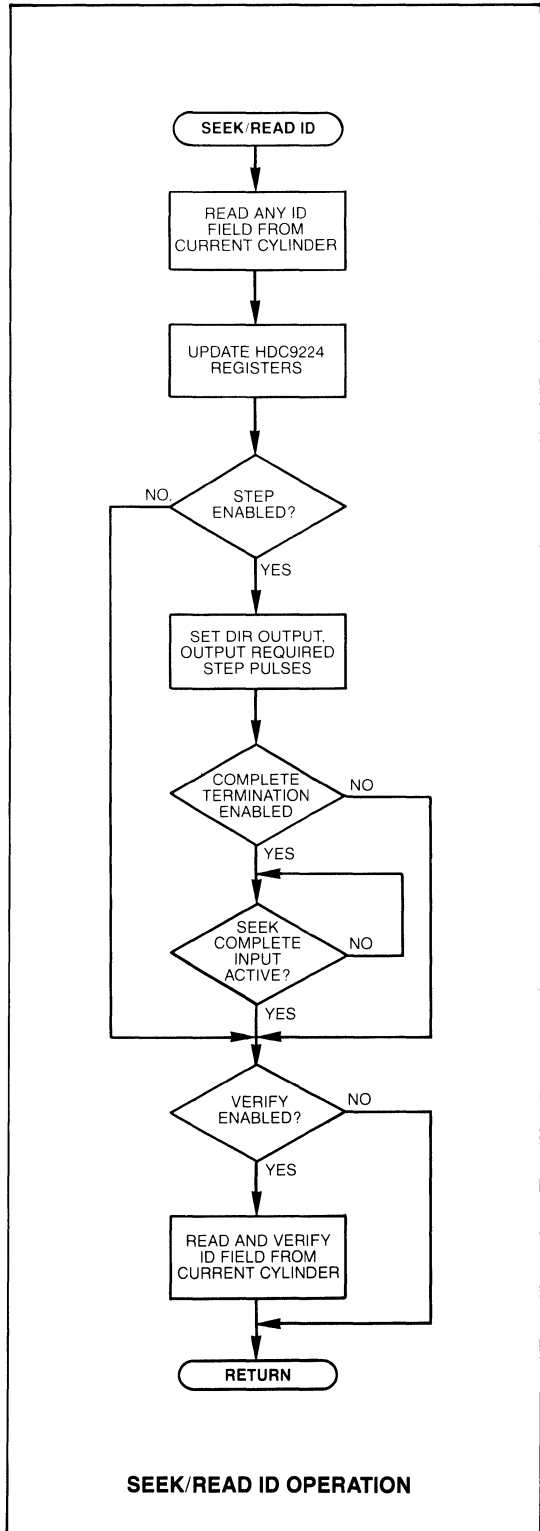 SEEK/READ ID
READ ANY ID
FIELD FROM
CURRENT CYLINDER
UPDATE HDC9224
REGISTERS
NO.
STEP
ENABLED?
YES
SET DIR OUTPUT,
OUTPUT REQUIRED
STEP PULSES
COMPLETE
TERMINATION
ENABLED
NO
YES
SEEK
COMPLETE
INPUT
ACTIVE?
NO
YES
VERIFY
ENABLED?
NO
YES
READ AND VERIFY
ID FIELD FROM
CURRENT CYLINDER
RETURN
SEEK/READ ID OPERATION